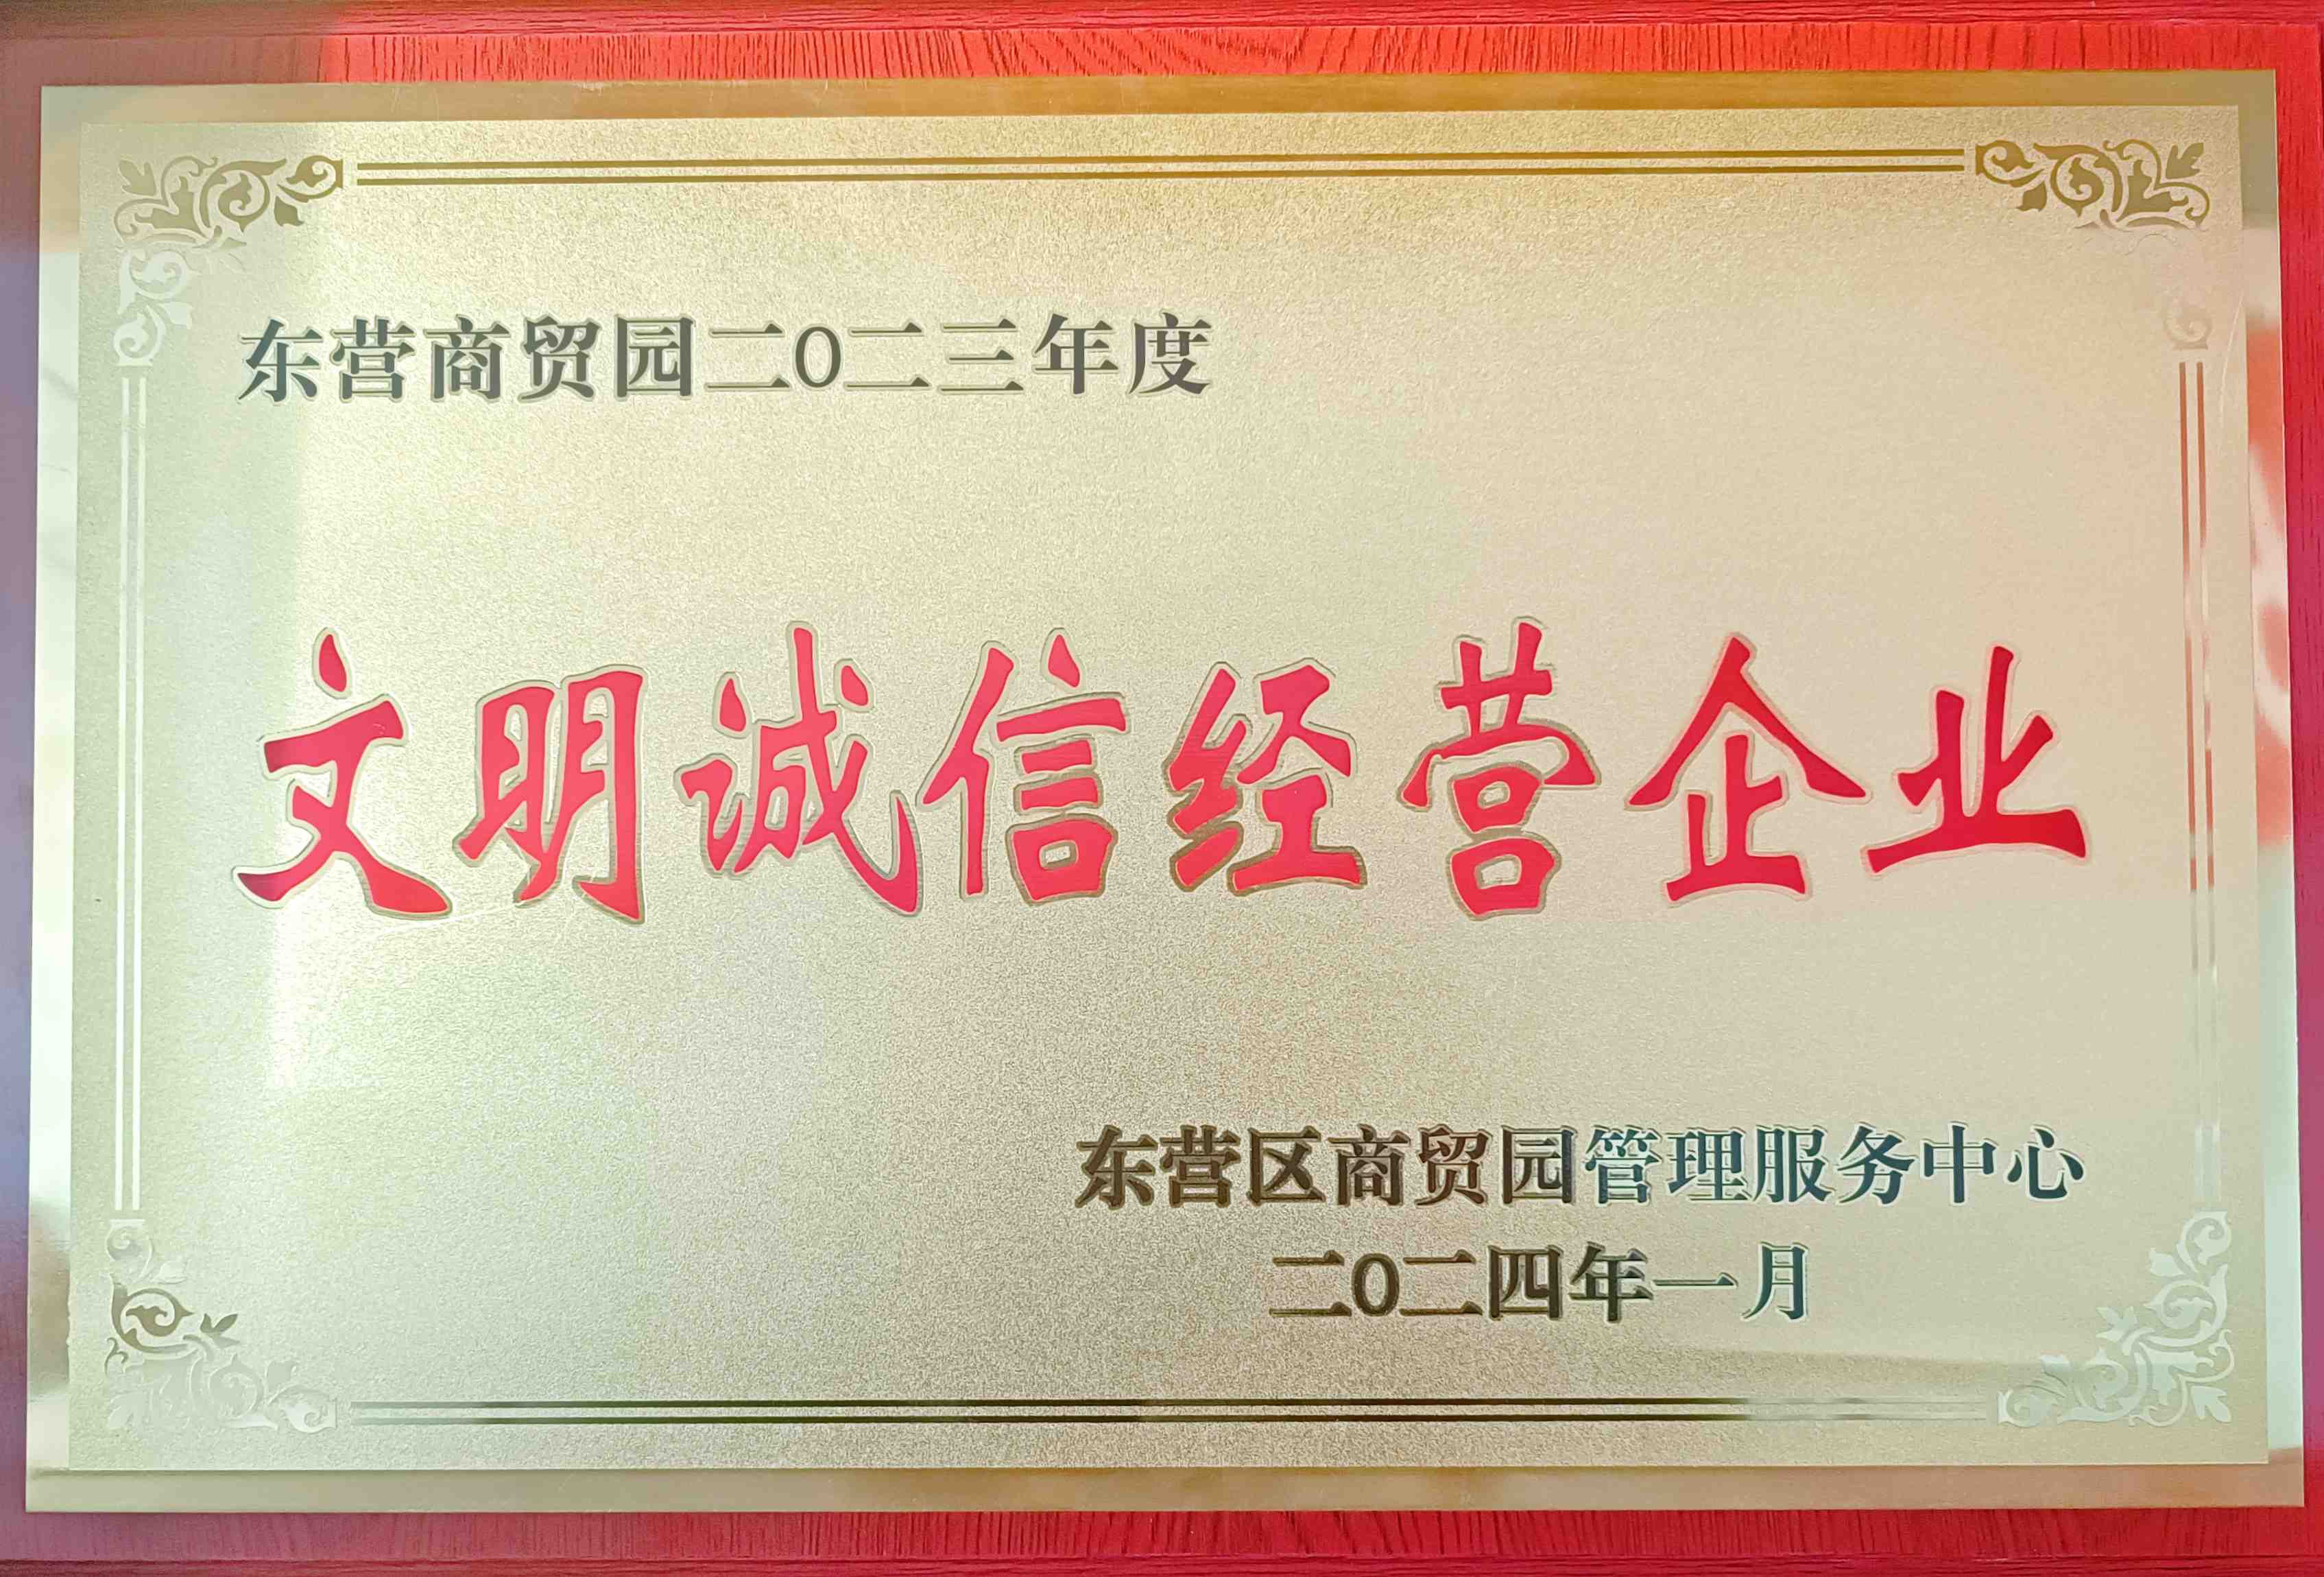 东营商贸园二0二三年度
文明诚信经营企业
东营区商贸园管理服务中心
二0二四年一月